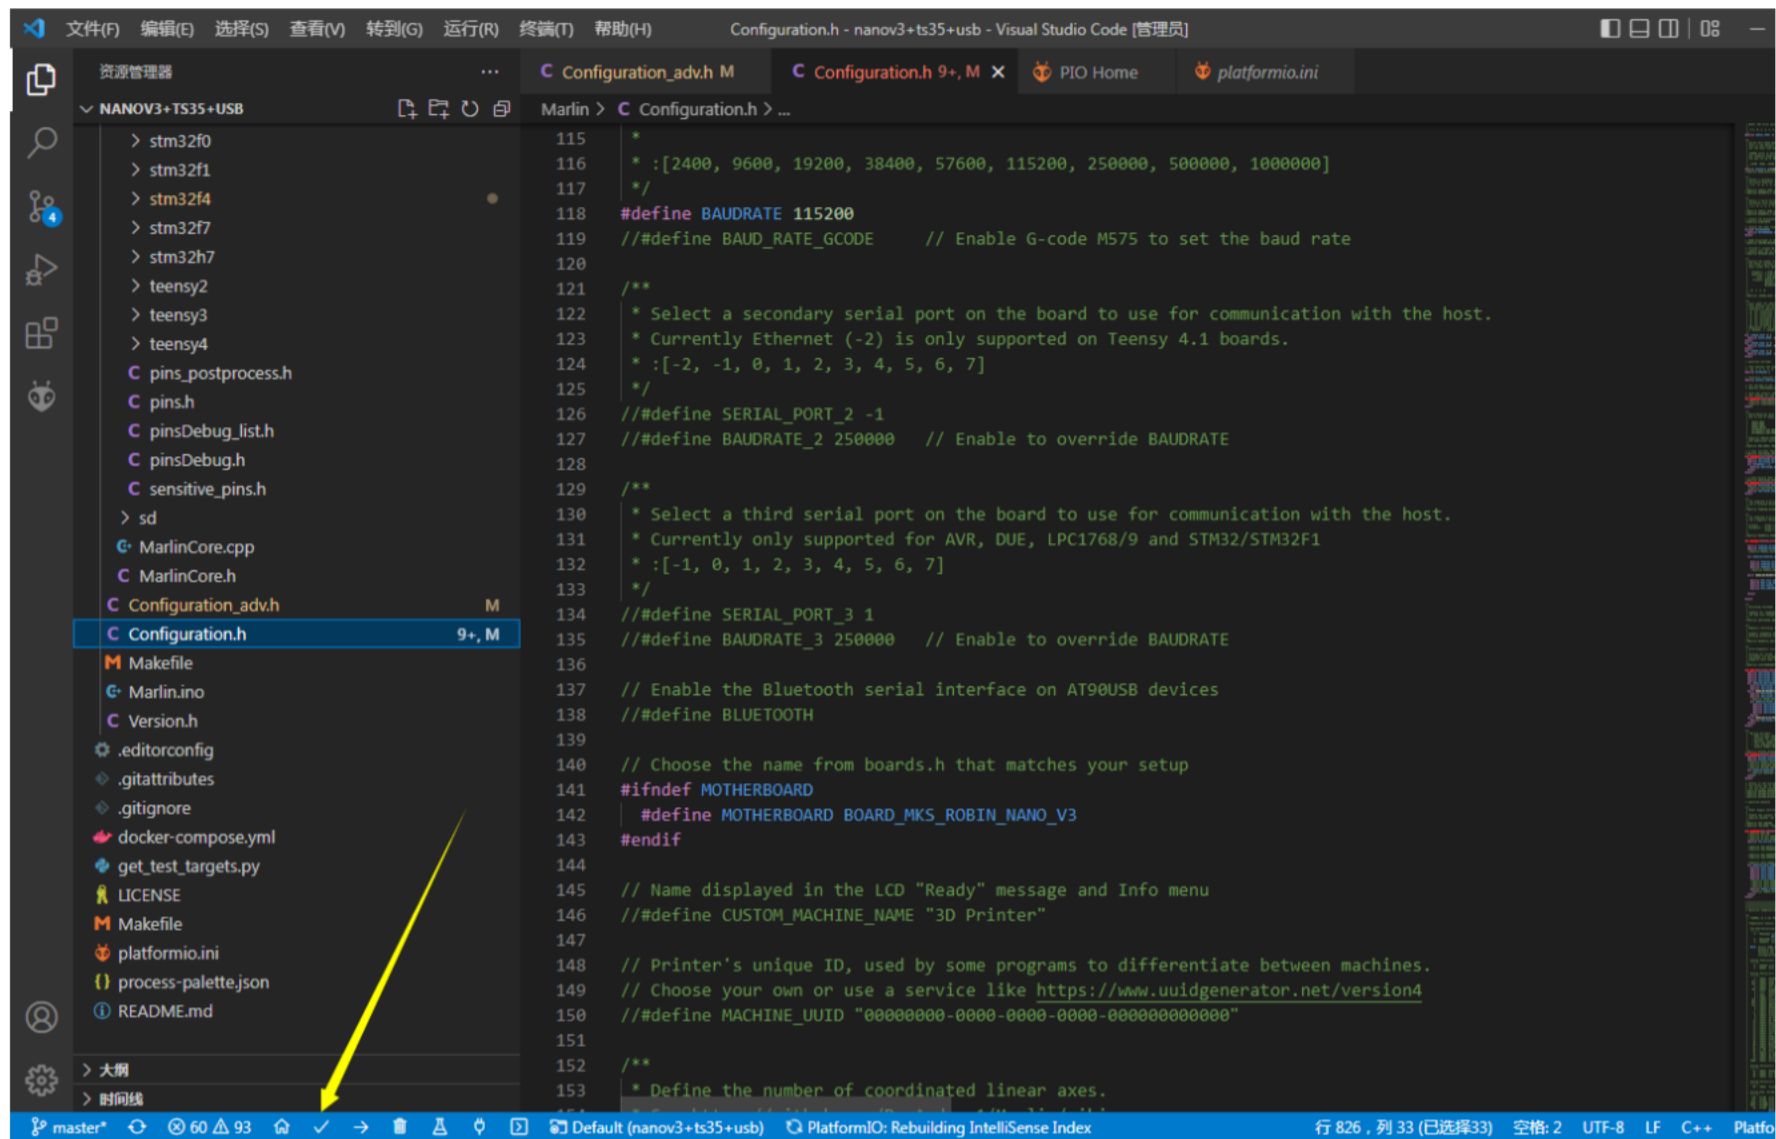 文件(F) 编辑(E) 选择(S) 查看(V) 转到(G) 运行(R) 终端(T) 帮助(H) Configuration.h - nanov3+ts35+usb - Visual Studio Code [管理员]
资源管理器 ···
Configuration_adv.h M
Configuration.h 9+, M
PIO Home
platformio.ini
NANOV3+TS35+USB
Marlin > C Configuration.h > ...
stm32f0
stm32f1
stm32f4
stm32f7
stm32h7
teensy2
teensy3
teensy4
C pins_postprocess.h
C pins.h
C pinsDebug_list.h
C pinsDebug.h
C sensitive_pins.h
sd
MarlinCore.cpp
C MarlinCore.h
C Configuration_adv.h M
C Configuration.h 9+, M
M Makefile
Marlin.ino
C Version.h
.editorconfig
.gitattributes
.gitignore
docker-compose.yml
get_test_targets.py
LICENSE
M Makefile
platformio.ini
{} process-palette.json
README.md
大纲
时间线
4
115 *
116 * :[2400, 9600, 19200, 38400, 57600, 115200, 250000, 500000, 1000000]
117 */
118 #define BAUDRATE 115200
119 //#define BAUD_RATE_GCODE // Enable G-code M575 to set the baud rate
120
121 /**
122 * Select a secondary serial port on the board to use for communication with the host.
123 * Currently Ethernet (-2) is only supported on Teensy 4.1 boards.
124 * :[-2, -1, 0, 1, 2, 3, 4, 5, 6, 7]
125 */
126 //#define SERIAL_PORT_2 -1
127 //#define BAUDRATE_2 250000 // Enable to override BAUDRATE
128
129 /**
130 * Select a third serial port on the board to use for communication with the host.
131 * Currently only supported for AVR, DUE, LPC1768/9 and STM32/STM32F1
132 * :[-1, 0, 1, 2, 3, 4, 5, 6, 7]
133 */
134 //#define SERIAL_PORT_3 1
135 //#define BAUDRATE_3 250000 // Enable to override BAUDRATE
136
137 // Enable the Bluetooth serial interface on AT90USB devices
138 //#define BLUETOOTH
139
140 // Choose the name from boards.h that matches your setup
141 #ifndef MOTHERBOARD
142 #define MOTHERBOARD BOARD_MKS_ROBIN_NANO_V3
143 #endif
144
145 // Name displayed in the LCD "Ready" message and Info menu
146 //#define CUSTOM_MACHINE_NAME "3D Printer"
147
148 // Printer's unique ID, used by some programs to differentiate between machines.
149 // Choose your own or use a service like https://www.uuidgenerator.net/version4
150 //#define MACHINE_UUID "00000000-0000-0000-0000-000000000000"
151
152 /**
153 * Define the number of coordinated linear axes.
master* 60 93 Default (nanov3+ts35+usb) PlatformIO: Rebuilding IntelliSense Index 行 826，列 33 (已选择33) 空格: 2 UTF-8 LF C++ Platfo